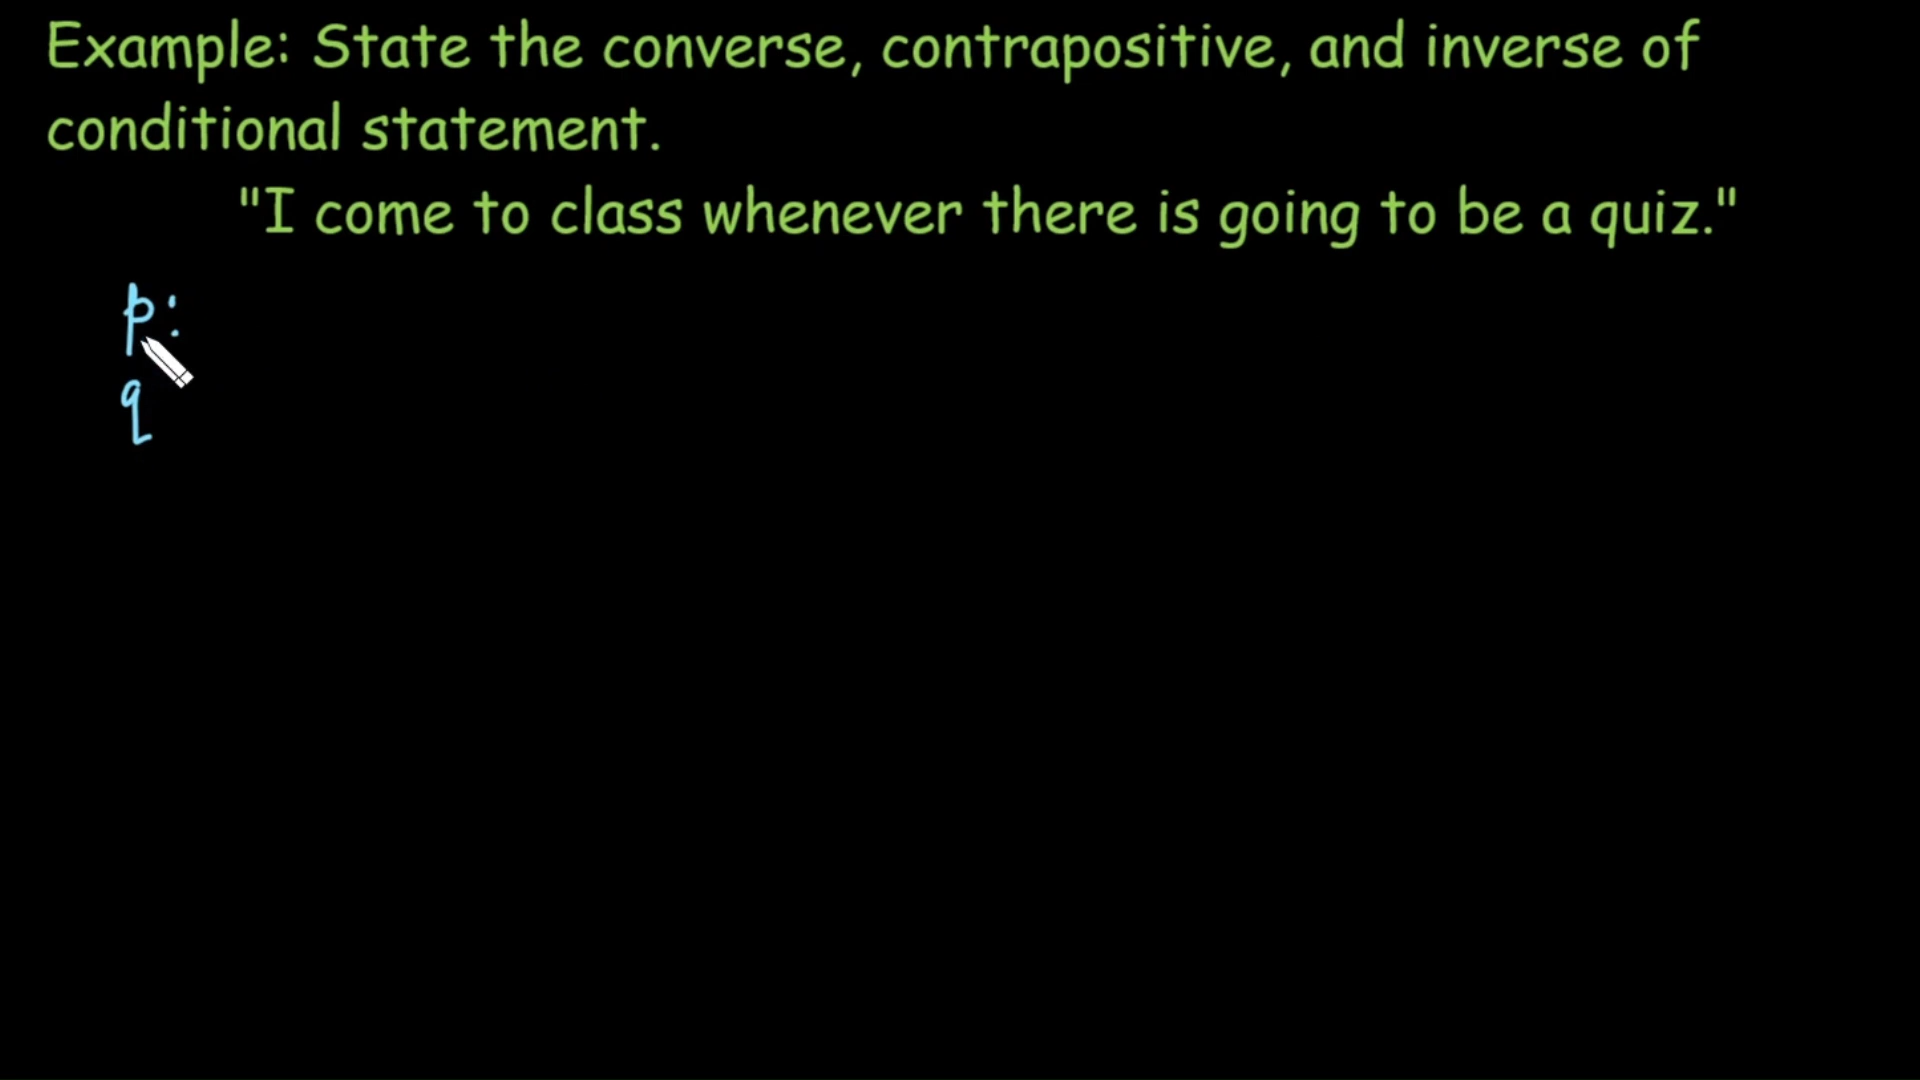 Example: State the converse, contrapositive, and inverse of
conditional statement.
"I come to class whenever there is going to be a quiz."
p:
q